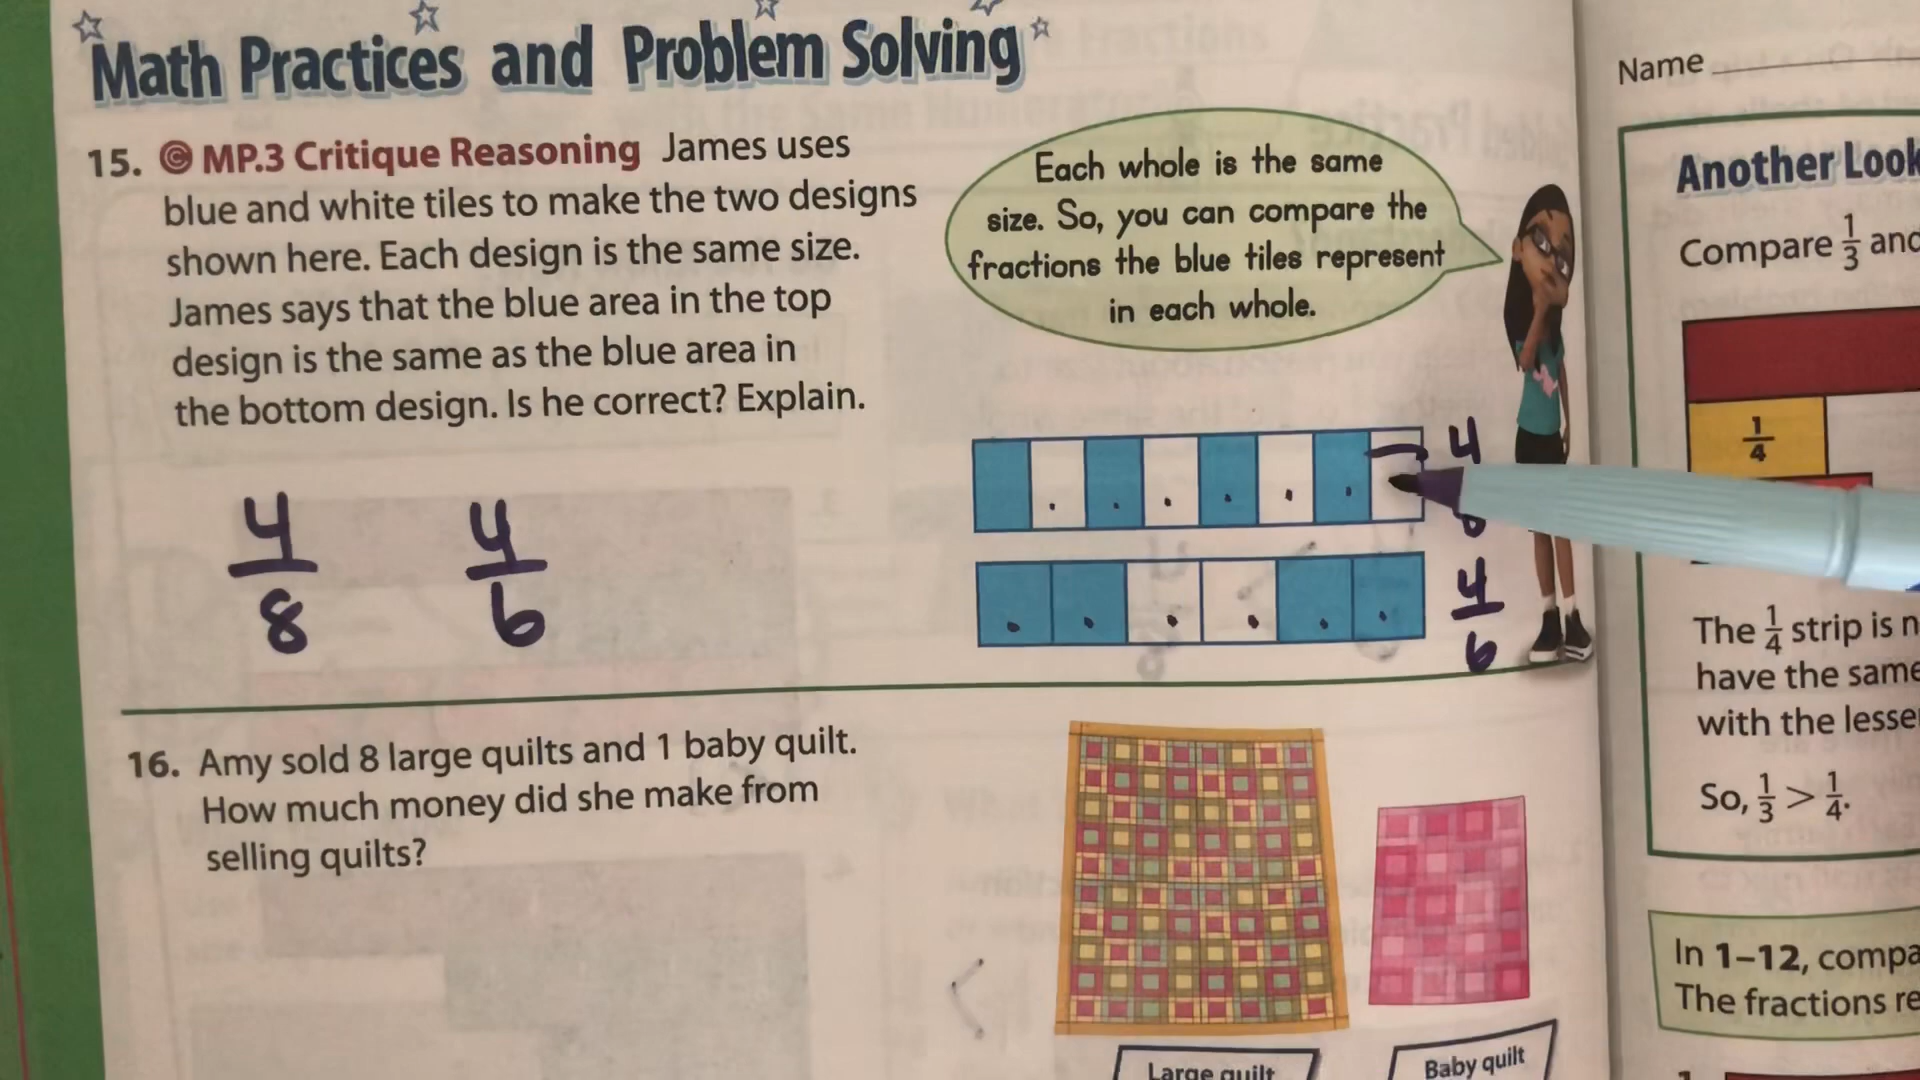 Math Practices and Problem Solving
15. © MP.3 Critique Reasoning James uses
blue and white tiles to make the two designs
shown here. Each design is the same size.
James says that the blue area in the top
design is the same as the blue area in
the bottom design. Is he correct? Explain.
Each whole is the same
size. So, you can compare the
fractions the blue tiles represent
in each whole.
4
4/6
4/8 4/6
16. Amy sold 8 large quilts and 1 baby quilt.
How much money did she make from
selling quilts?
Large quilt
Baby quilt
Name
Another Look
Compare 1/3 and
1/4
The 1/4 strip is
have the same
with the
So, 1/3 > 1/4.
In 1–12,
The fractions